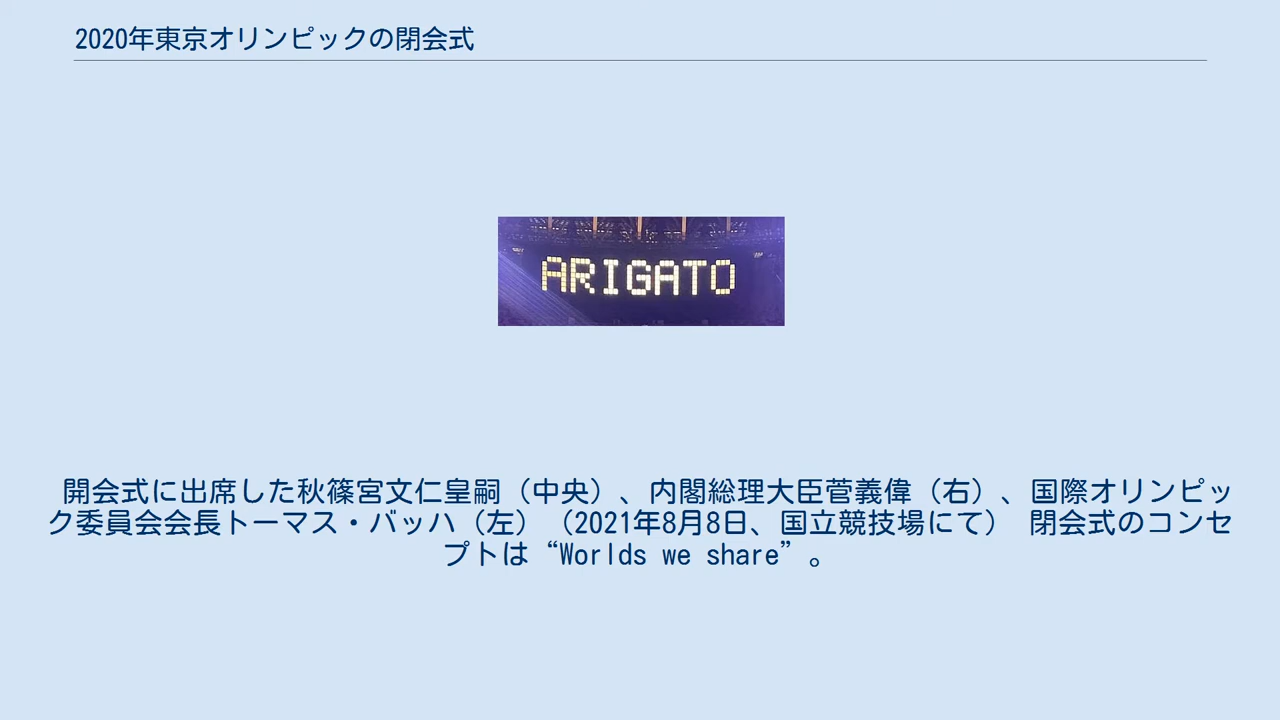 2020年東京オリンピックの閉会式
ARIGATO
開会式に出席した秋篠宮文仁皇嗣（中央）、内閣総理大臣菅義偉（右）、国際オリンピッ
ク委員会会長トーマス・バッハ（左）（2021年8月8日、国立競技場にて） 閉会式のコンセ
プトは“Worlds we share”。